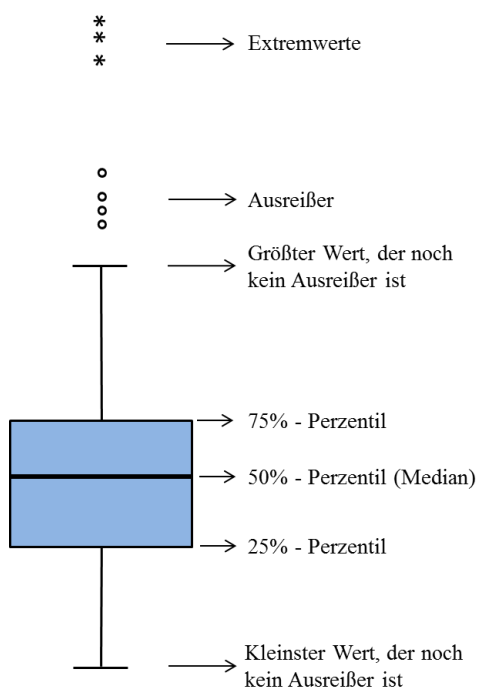 Extremwerte
Ausreißer
Größter Wert, der noch
kein Ausreißer ist
75% - Perzentil
50% - Perzentil (Median)
25% - Perzentil
Kleinster Wert, der noch
kein Ausreißer ist